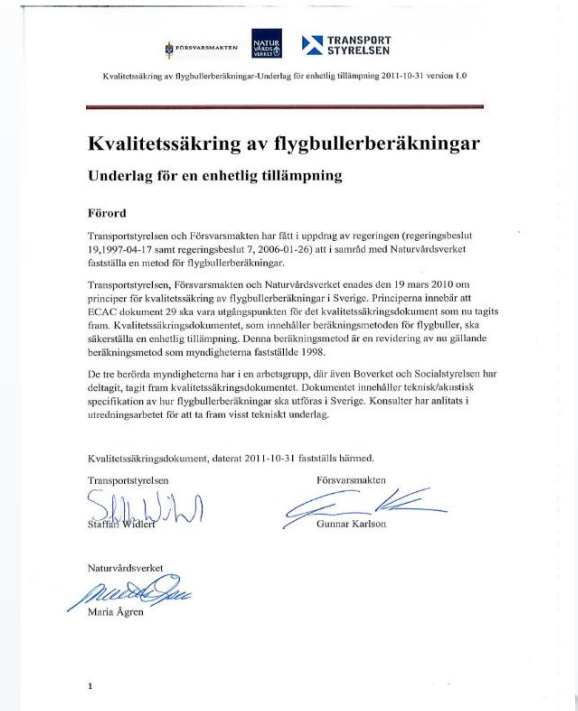 FÖRSVARSMAKTEN
NATUR
VÅRDS
VERKET
TRANSPORT
STYRELSEN
Kvalitetssäkring av flygbullerberäkningar-Underlag för enhetlig tillämpning 2011-10-31 version 1.0
Kvalitetssäkring av flygbullerberäkningar
Underlag för en enhetlig tillämpning
Förord
Transportstyrelsen och Försvarsmakten har fått i uppdrag av regeringen (regeringsbeslut
19,1997-04-17 samt regeringsbeslut 7, 2006-01-26) att i samråd med Naturvårdsverket
fastställa en metod för flygbullerberäkningar.
Transportstyrelsen, Försvarsmakten och Naturvårdsverket enades den 19 mars 2010 om
principer för kvalitetssäkring av flygbullerberäkningar i Sverige. Principerna innebär att
ECAC dokument 29 ska vara utgångspunkten för det kvalitetssäkringsdokument som nu tagits
fram. Kvalitetssäkringsdokumentet, som innehåller beräkningsmetoden för flygbuller, ska
säkerställa en enhetlig tillämpning. Denna beräkningsmetod är en revidering av nu gällande
beräkningsmetod som myndigheterna fastställde 1998.
De tre berörda myndigheterna har i en arbetsgrupp, där även Boverket och Socialstyrelsen har
deltagit, tagit fram kvalitetssäkringsdokumentet. Dokumentet innehåller teknisk/akustisk
specifikation av hur flygbullerberäkningar ska utföras i Sverige. Konsulter har anlitats i
utredningsarbetet för att ta fram visst tekniskt underlag.
Kvalitetssäkringsdokument, daterat 2011-10-31 fastställs härmed.
Transportstyrelsen
Försvarsmakten
Staffan Widlert
Gunnar Karlson
Naturvårdsverket
Maria Ågren
1